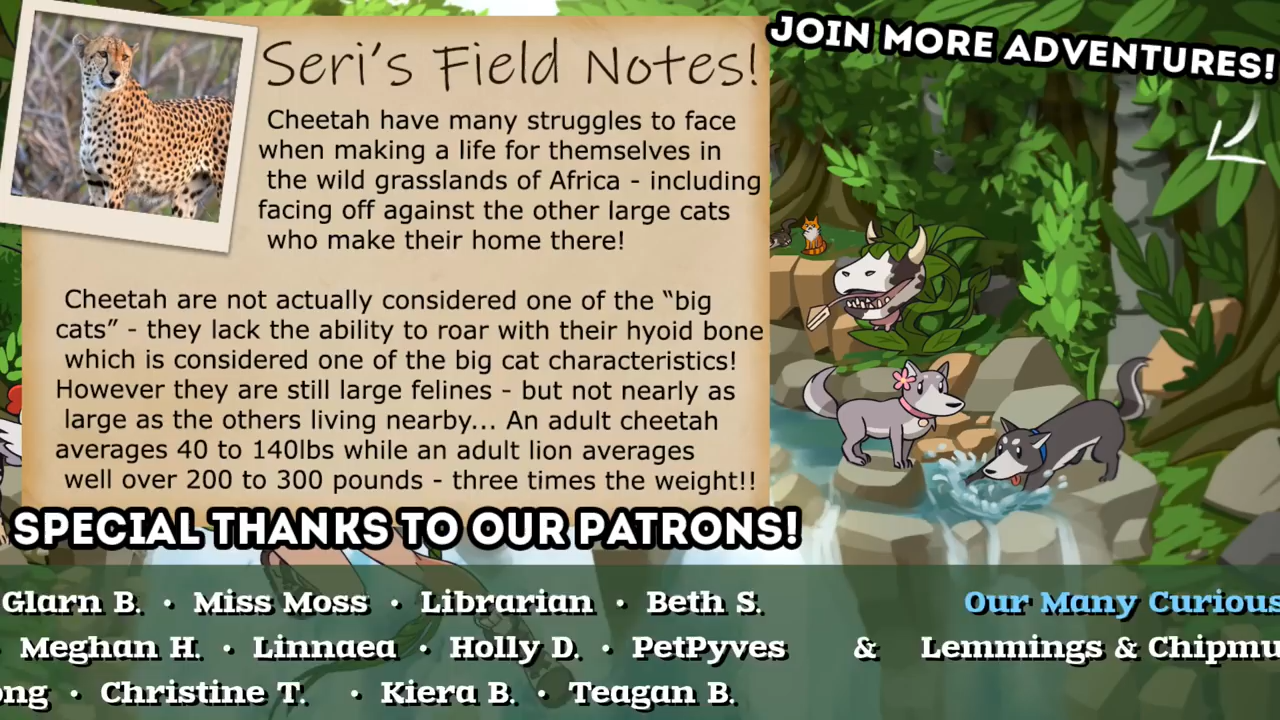 Seri's Field Notes!
JOIN MORE ADVENTURES!
Cheetah have many struggles to face
when making a life for themselves in
the wild grasslands of Africa - including
facing off against the other large cats
who make their home there!
Cheetah are not actually considered one of the “big
cats” - they lack the ability to roar with their hyoid bone
which is considered one of the big cat characteristics!
However they are still large felines - but not nearly as
large as the others living nearby... An adult cheetah
averages 40 to 140lbs while an adult lion averages
well over 200 to 300 pounds - three times the weight!!
SPECIAL THANKS TO OUR PATRONS!
Glarn B. · Miss Moss · Librarian · Beth S. Our Many Curious
· Meghan H. · Linnaea · Holly D. · PetPyves & Lemmings & Chipmu
ong · Christine T. · Kiera B. · Teagan B.